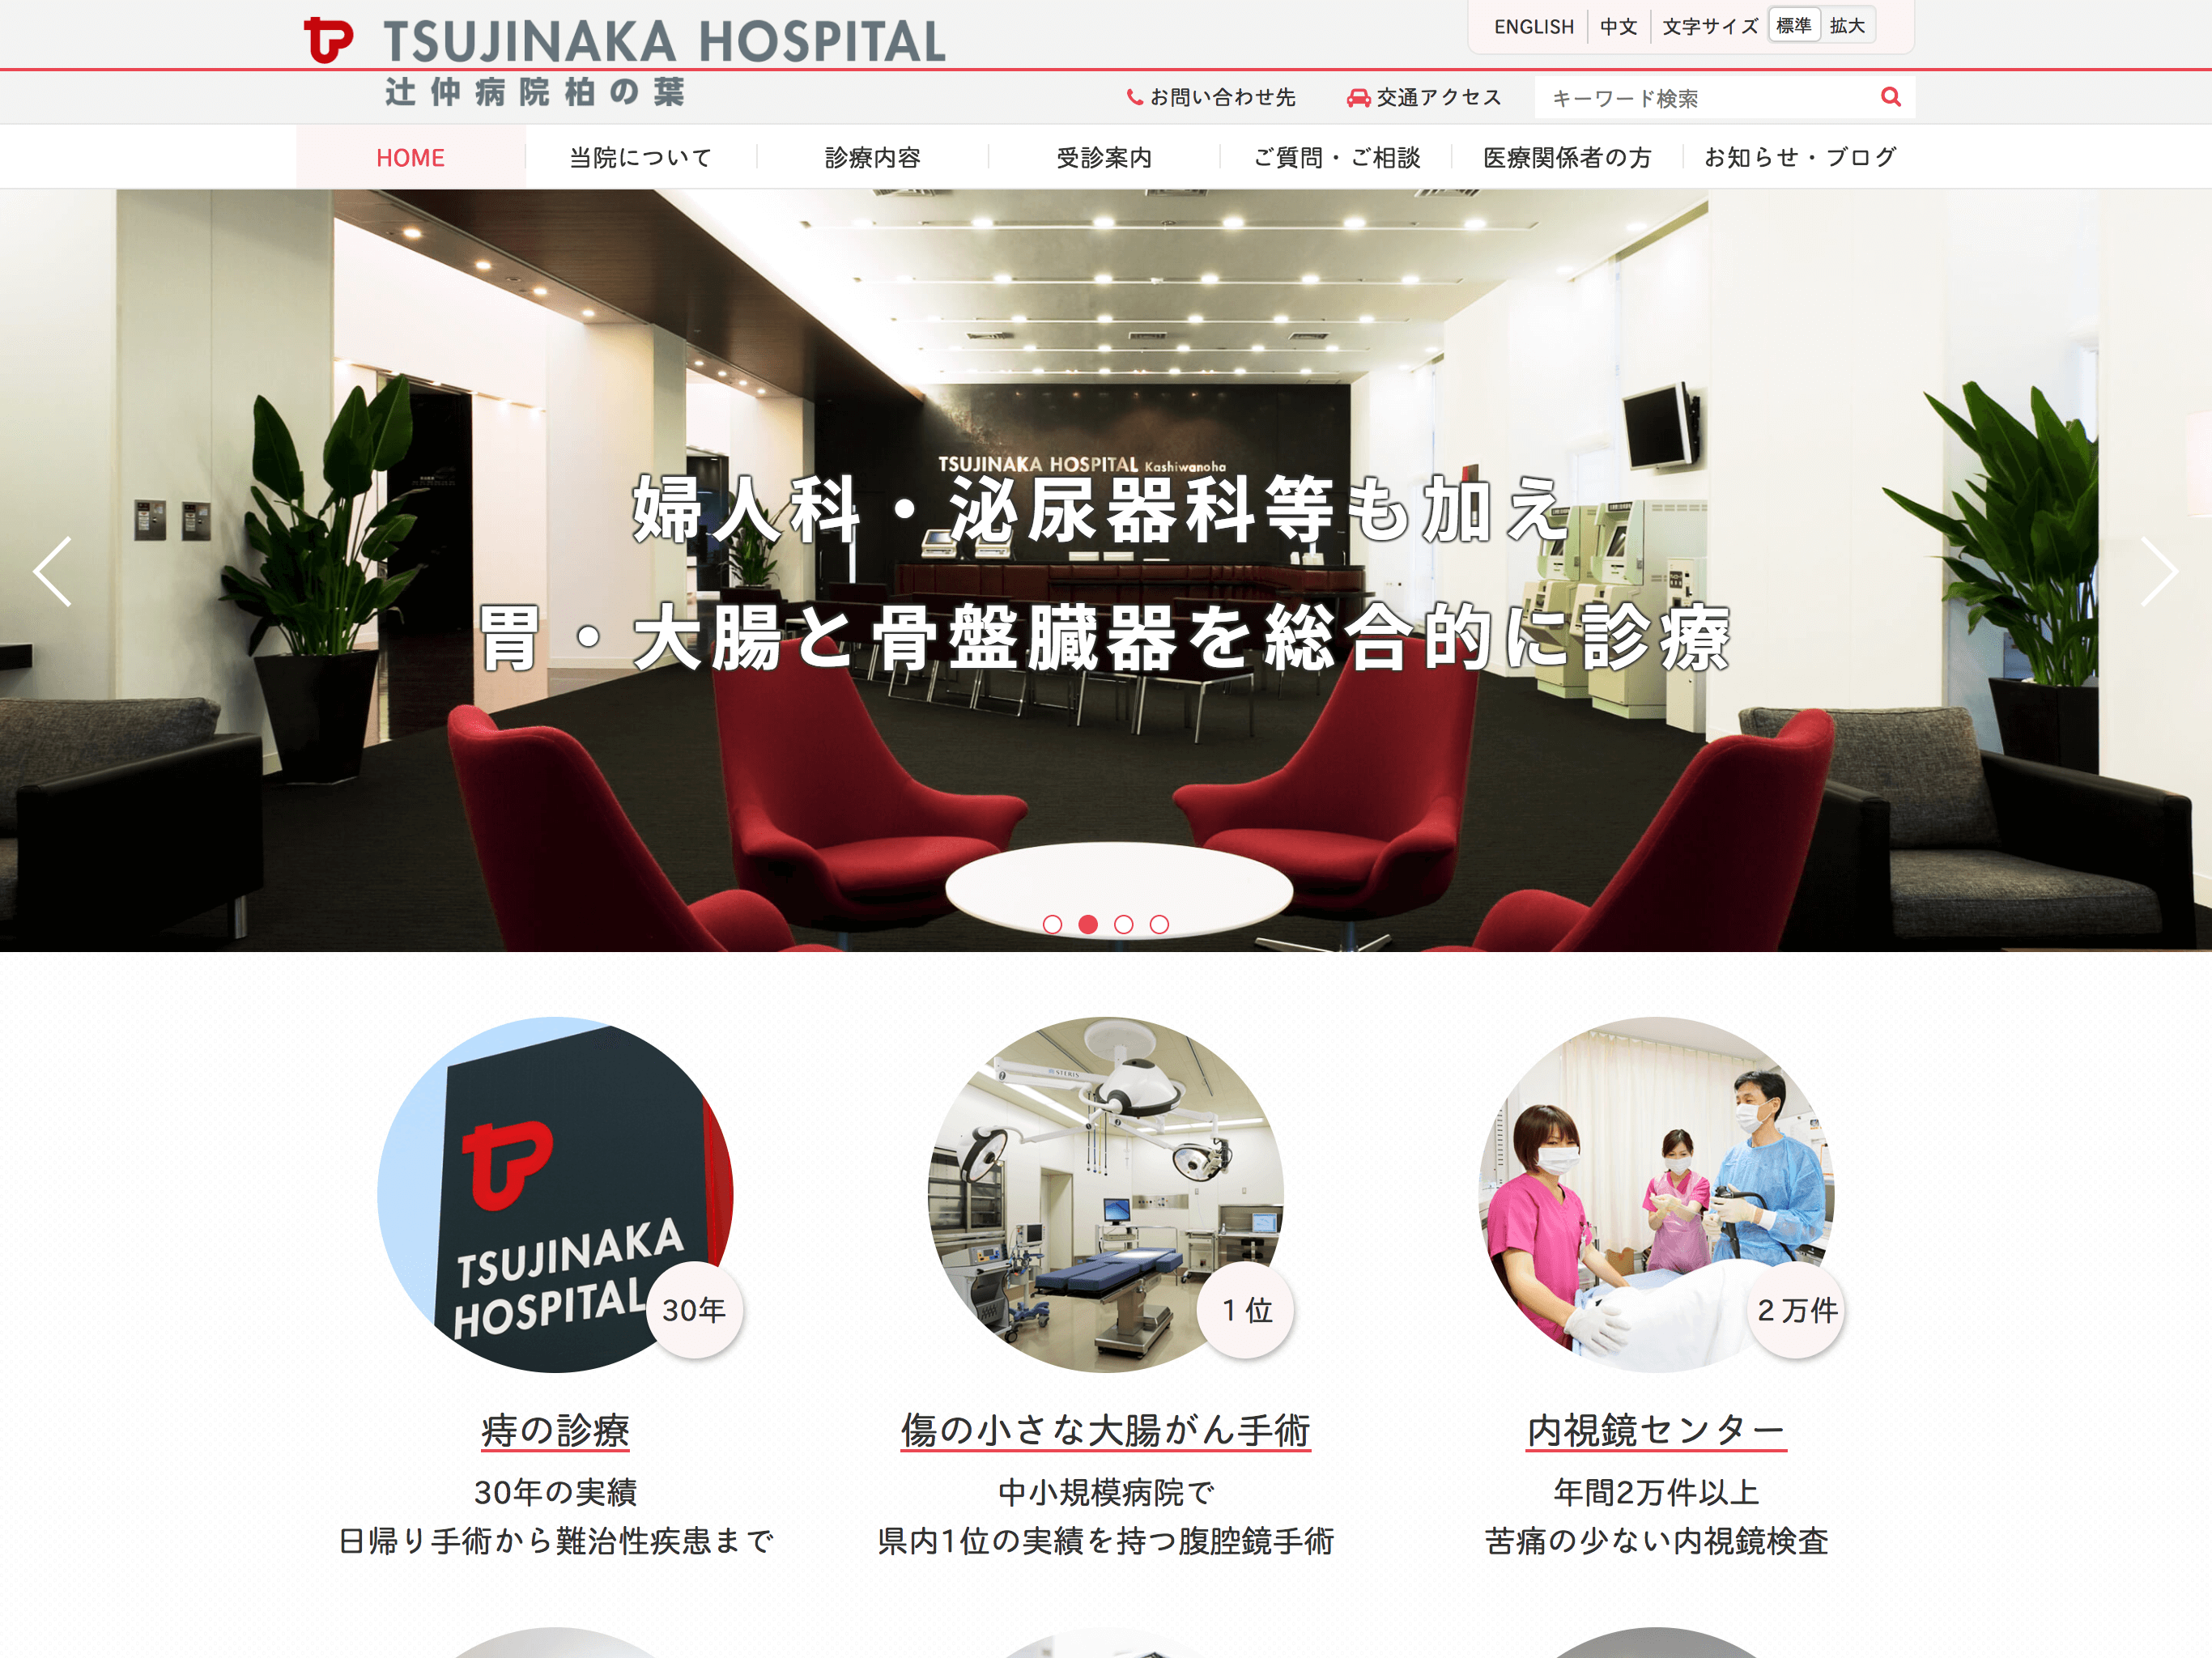 TSUJINAKA HOSPITAL
辻仲病院柏の葉
ENGLISH 中文 文字サイズ 標準 拡大
お問い合わせ先 交通アクセス キーワード検索
HOME 当院について 診療内容 受診案内 ご質問・ご相談 医療関係者の方 お知らせ・ブログ
TSUJINAKA HOSPITAL Kashiwanoha
婦人科・泌尿器科等も加え
胃・大腸と骨盤臓器を総合的に診療
TSUJINAKA
HOSPITAL
30年
STERIS
1位
2万件
痔の診療
30年の実績
日帰り手術から難治性疾患まで
傷の小さな大腸がん手術
中小規模病院で
県内1位の実績を持つ腹腔鏡手術
内視鏡センター
年間2万件以上
苦痛の少ない内視鏡検査